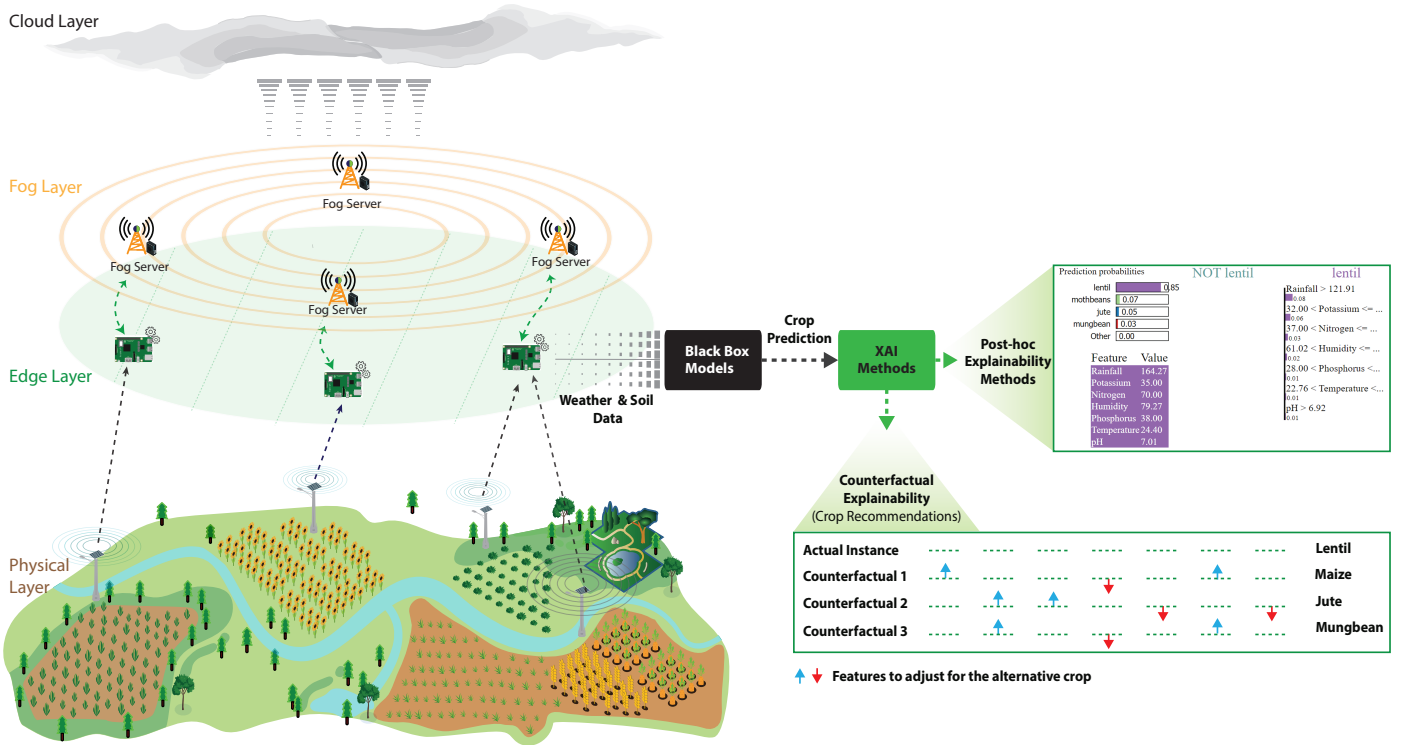 Cloud Layer
Fog Layer
Fog Server
Fog Server
Fog Server
Fog Server
Edge Layer
Weather & Soil
Data
Black Box
Models
Crop
Prediction
XAI
Methods
Post-hoc
Explainability
Methods
Prediction probabilities
lentil 0.85
mothbeans 0.07
jute 0.05
mungbean 0.03
Other 0.00
Feature Value
Rainfall 164.27
Potassium 35.00
Nitrogen 70.00
Humidity 79.27
Phosphorus 38.00
Temperature 24.40
pH 7.01
NOT lentil lentil
Rainfall > 121.91
0.08
32.00 < Potassium <= ...
0.06
37.00 < Nitrogen <= ...
0.03
61.02 < Humidity <= ...
0.02
28.00 < Phosphorus <...
0.01
22.76 < Temperature <...
0.01
pH > 6.92
0.01
Counterfactual
Explainability
(Crop Recommendations)
Physical
Layer
Actual Instance Lentil
Counterfactual 1 Maize
Counterfactual 2 Jute
Counterfactual 3 Mungbean
Features to adjust for the alternative crop